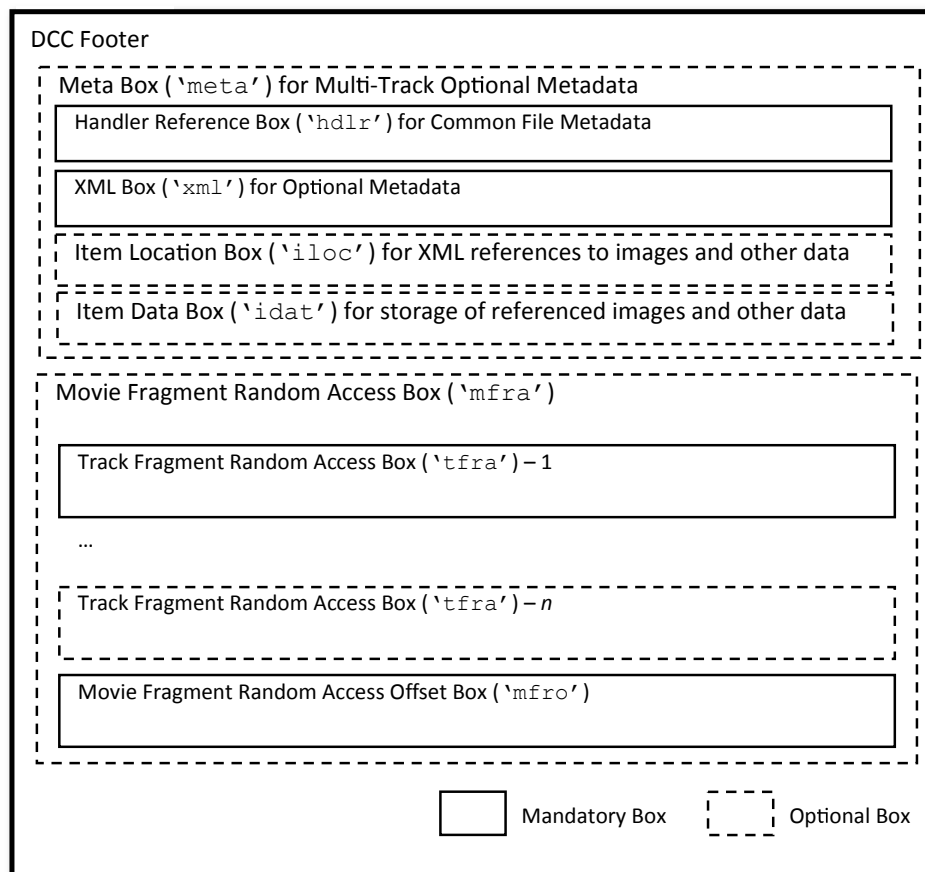 DCC Footer
Meta Box (‘meta’) for Multi-Track Optional Metadata
Handler Reference Box (‘hdlr’) for Common File Metadata
XML Box (‘xml’) for Optional Metadata
Item Location Box (‘iloc’) for XML references to images and other data
Item Data Box (‘idat’) for storage of referenced images and other data
Movie Fragment Random Access Box (‘mfra’)
Track Fragment Random Access Box (‘tfra’) – 1
...
Track Fragment Random Access Box (‘tfra’) – n
Movie Fragment Random Access Offset Box (‘mfro’)
Mandatory Box
Optional Box